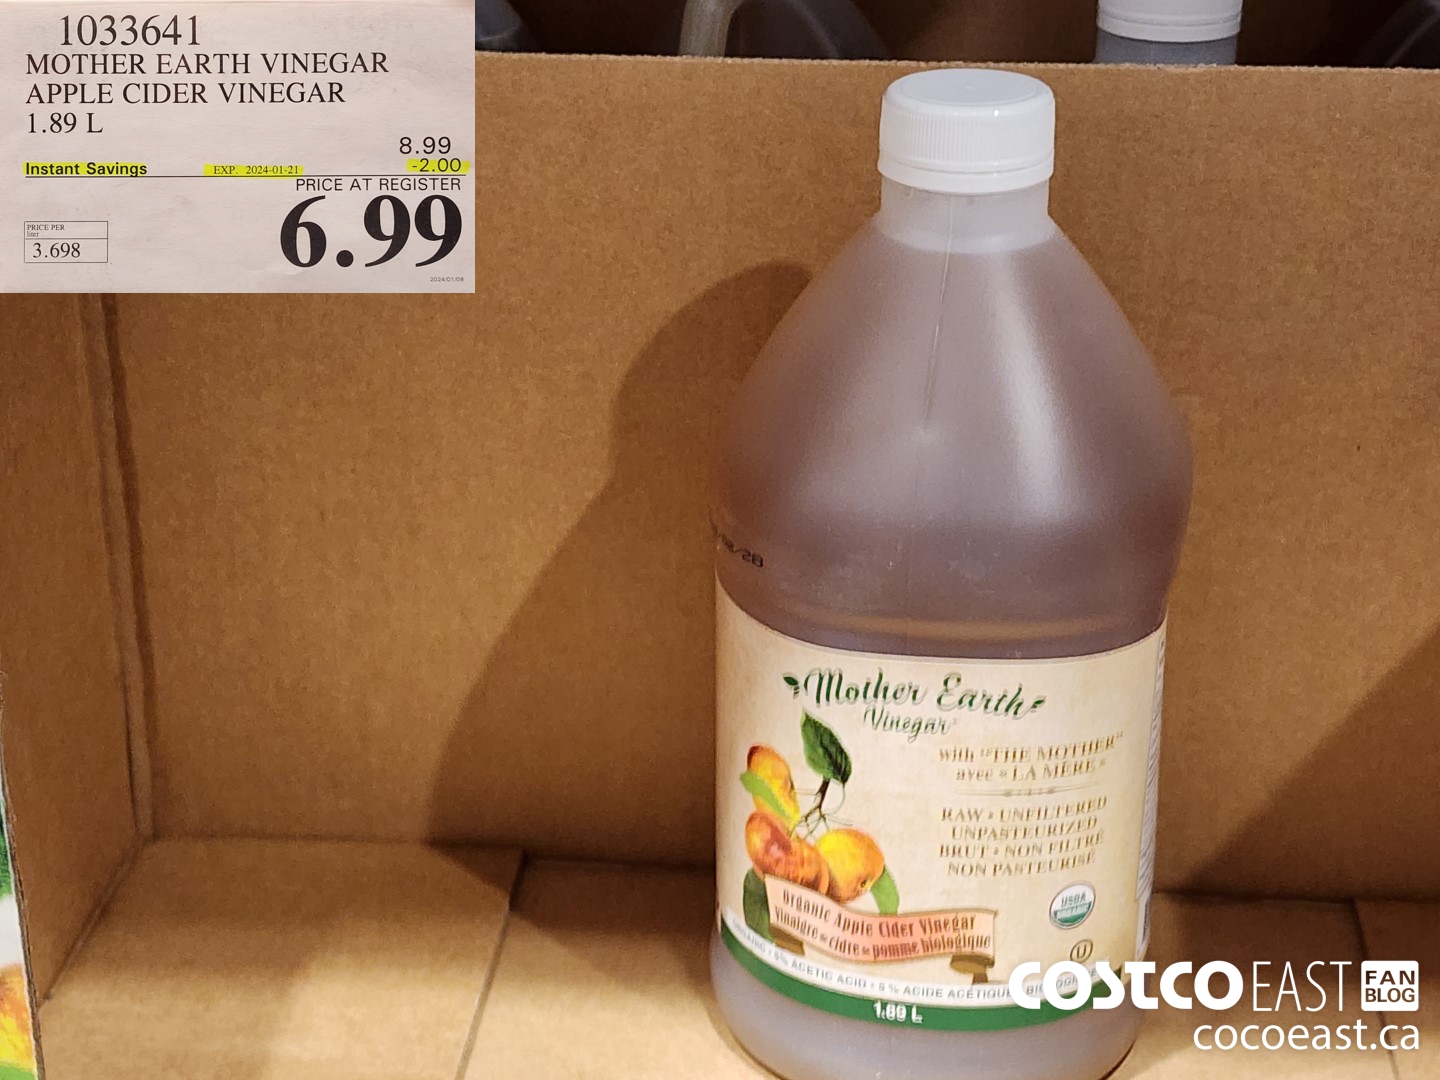 1033641
MOTHER EARTH VINEGAR
APPLE CIDER VINEGAR
1.89 L
8.99
Instant Savings EXP. 2024-01-21 -2.00
PRICE AT REGISTER
6.99
PRICE PER
liter
3.698
2024/01/08
Mother Earth
Vinegar
with "THE MOTHER"
avec « LA MÈRE »
RAW • UNFILTERED
UNPASTEURIZED
BRUT • NON FILTRÉ
NON PASTEURISÉ
USDA
ORGANIC
U
Organic Apple Cider Vinegar
Vinaigre de cidre de pomme biologique
ORGANIC • 5% ACETIC ACID • 5 % ACIDE ACÉTIQUE
1.89 L
COSTCO EAST FAN BLOG
cocoeast.ca